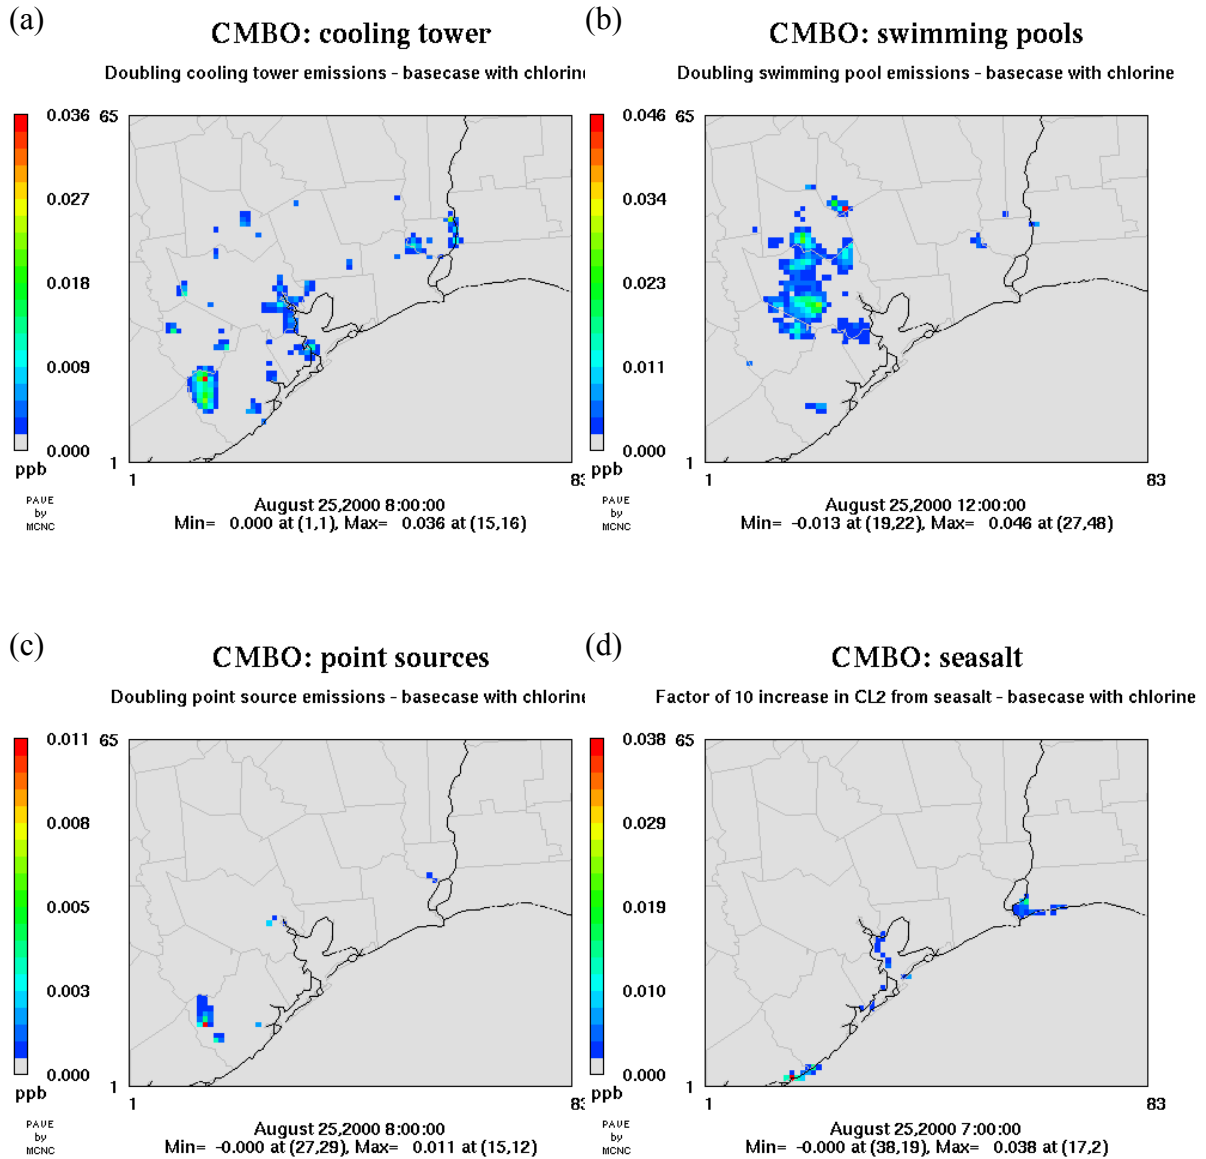 (a)
CMBO: cooling tower
Doubling cooling tower emissions - basecase with chlorine
0.036
0.027
0.018
0.009
0.000
ppb
65
1
1
83
PAVE
by
MCNC
August 25,2000 8:00:00
Min= 0.000 at (1,1), Max= 0.036 at (15,16)
(b)
CMBO: swimming pools
Doubling swimming pool emissions - basecase with chlorine
0.046
0.034
0.023
0.011
0.000
ppb
65
1
1
83
PAVE
by
MCNC
August 25,2000 12:00:00
Min= -0.013 at (19,22), Max= 0.046 at (27,48)
(c)
CMBO: point sources
Doubling point source emissions - basecase with chlorine
0.011
0.008
0.005
0.003
0.000
ppb
65
1
1
83
PAVE
by
MCNC
August 25,2000 8:00:00
Min= -0.000 at (27,29), Max= 0.011 at (15,12)
(d)
CMBO: seasalt
Factor of 10 increase in CL2 from seasalt - basecase with chlorine
0.038
0.029
0.019
0.010
0.000
ppb
65
1
1
83
PAVE
by
MCNC
August 25,2000 7:00:00
Min= -0.000 at (38,19), Max= 0.038 at (17,2)